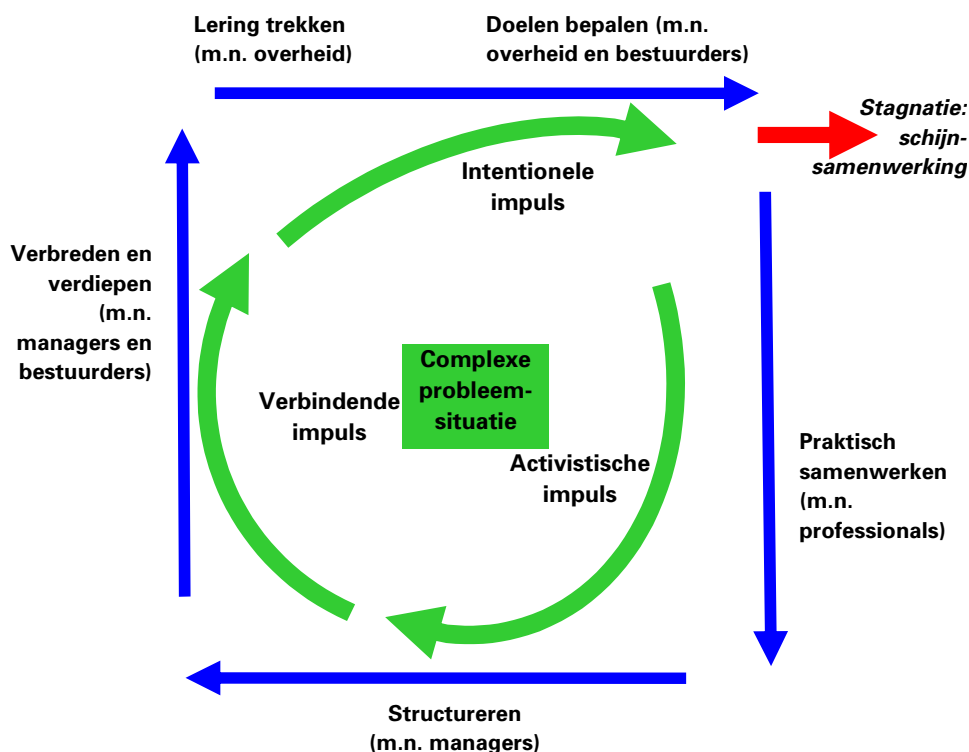 Lering trekken
(m.n. overheid)
Doelen bepalen (m.n.
overheid en bestuurders)
Stagnatie:
schijn-
samenwerking
Intentionele
impuls
Verbreden en
verdiepen
(m.n.
managers en
bestuurders)
Complexe
probleem-
situatie
Verbindende
impuls
Activistische
impuls
Praktisch
samenwerken
(m.n.
professionals)
Structureren
(m.n. managers)